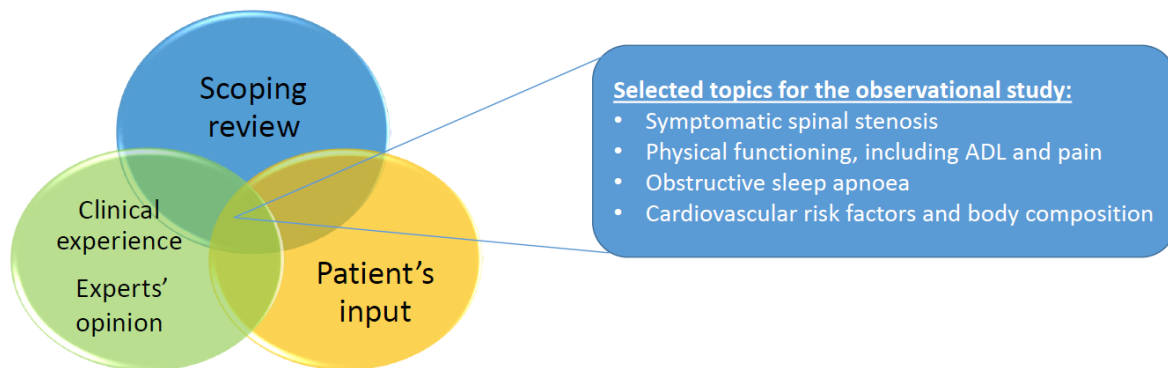 Scoping
review
Clinical
experience
Experts’
opinion
Patient’s
input
Selected topics for the observational study:
• Symptomatic spinal stenosis
• Physical functioning, including ADL and pain
• Obstructive sleep apnoea
• Cardiovascular risk factors and body composition